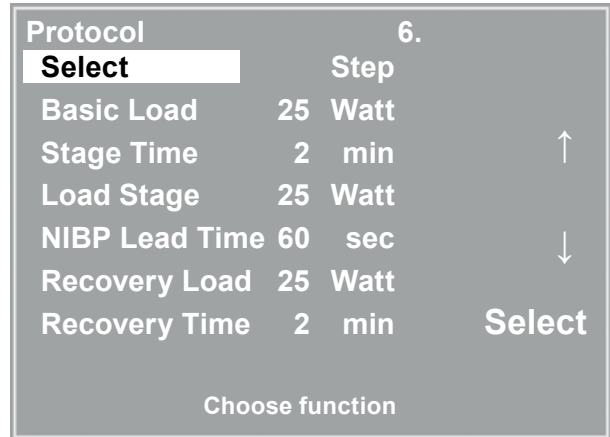 Protocol 6.
Select Step
Basic Load 25 Watt
Stage Time 2 min ↑
Load Stage 25 Watt
NIBP Lead Time 60 sec ↓
Recovery Load 25 Watt
Recovery Time 2 min Select
Choose function